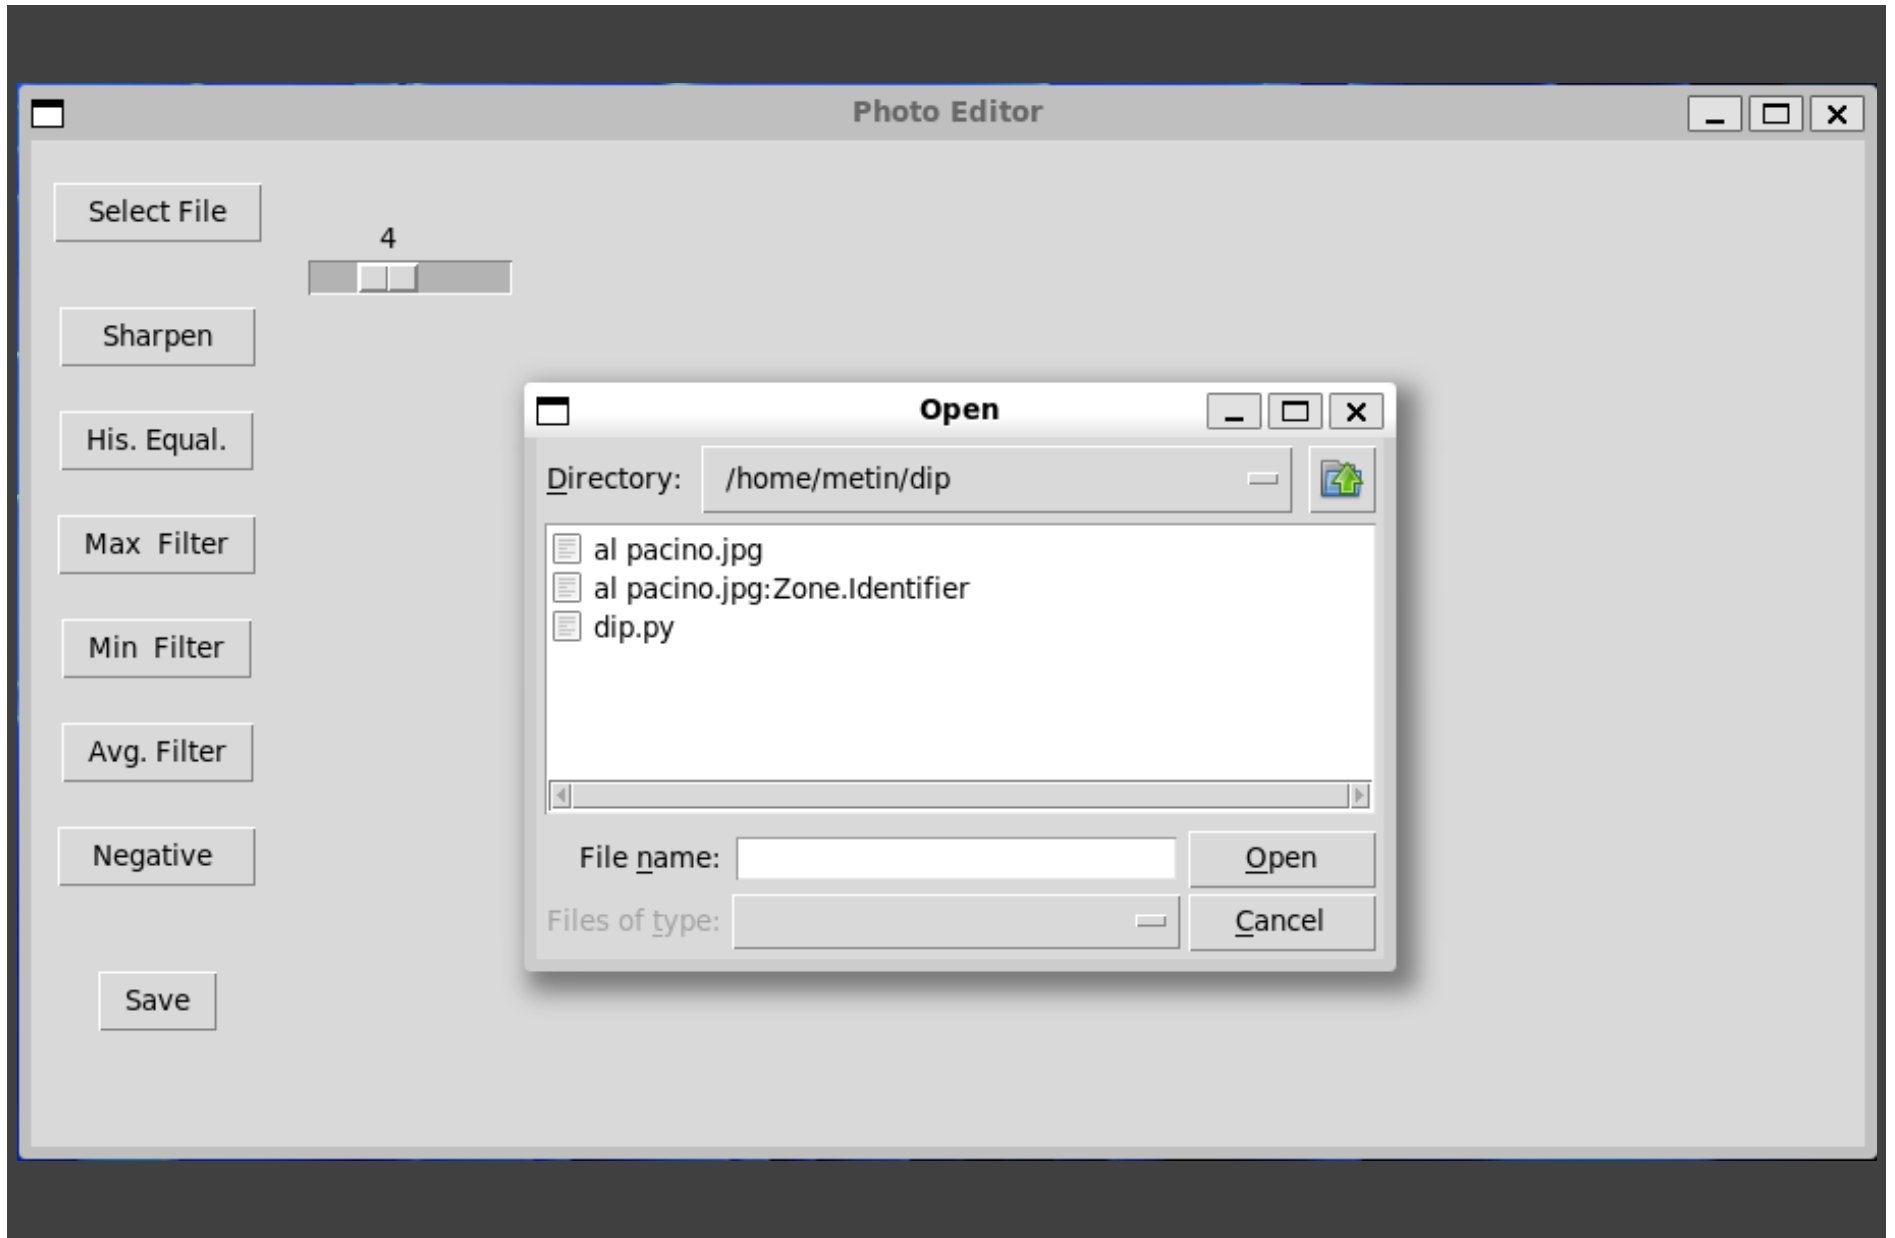 Photo Editor
Select File
4
Sharpen
His. Equal.
Max  Filter
Min  Filter
Avg. Filter
Negative
Save
Open
Directory: /home/metin/dip
al pacino.jpg
al pacino.jpg:Zone.Identifier
dip.py
File name: Open
Files of type: Cancel